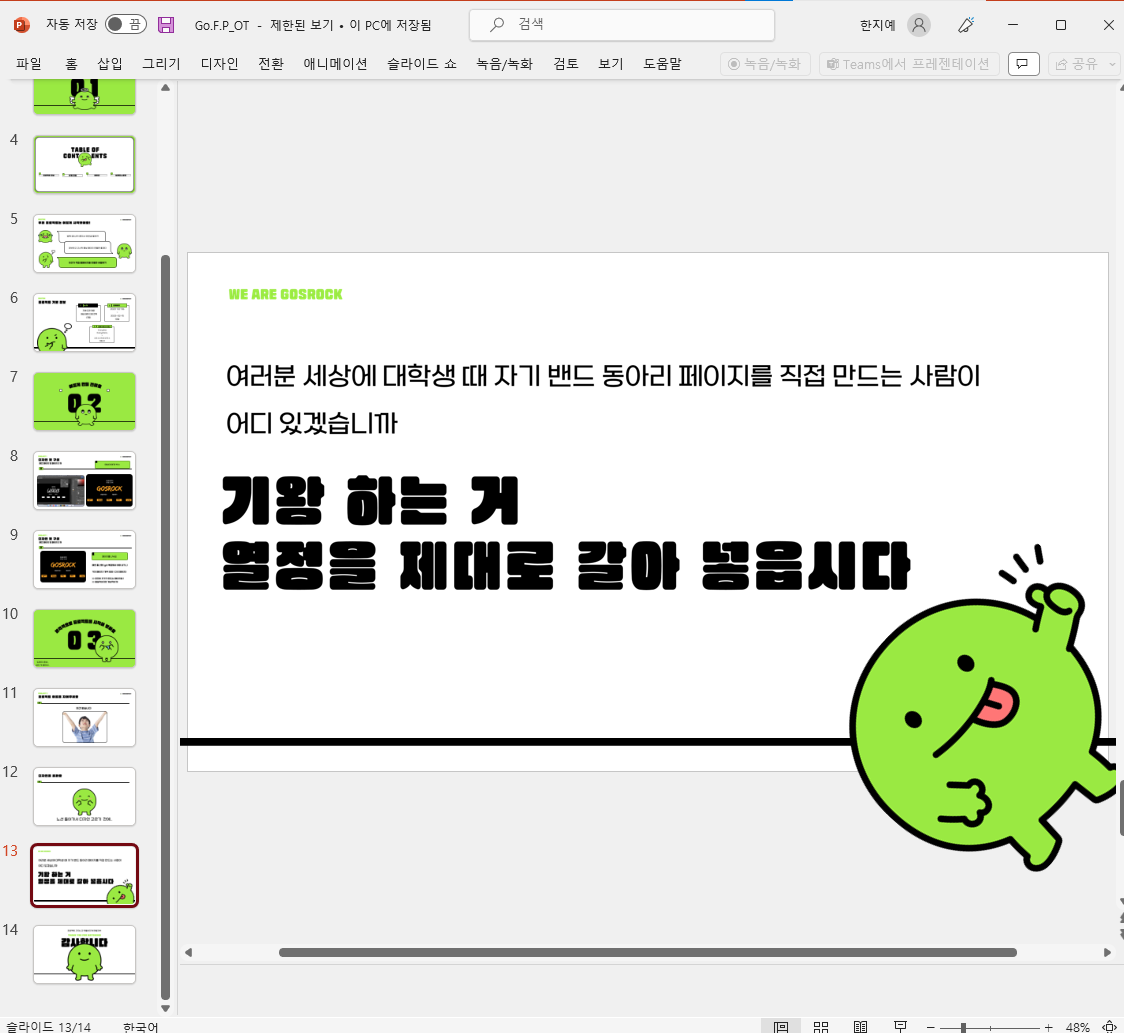 자동 저장 끔 Go.F.P_OT - 제한된 보기 • 이 PC에 저장됨 검색 한지예
파일 홈 삽입 그리기 디자인 전환 애니메이션 슬라이드 쇼 녹음/녹화 검토 보기 도움말 녹음/녹화 Teams에서 프레젠테이션 공유
01
4
TABLE OF
5
6
7
02
8
GOSROCK
9
GOSROCK
10
03
11
12
13
기왕 하는 거
열정을 제대로 갈아 넣읍시다
14
감사합니다
WE ARE GOSROCK
여러분 세상에 대학생 때 자기 밴드 동아리 페이지를 직접 만드는 사람이
어디 있겠습니까
기왕 하는 거
열정을 제대로 갈아 넣읍시다
슬라이드 13/14 한국어 48%